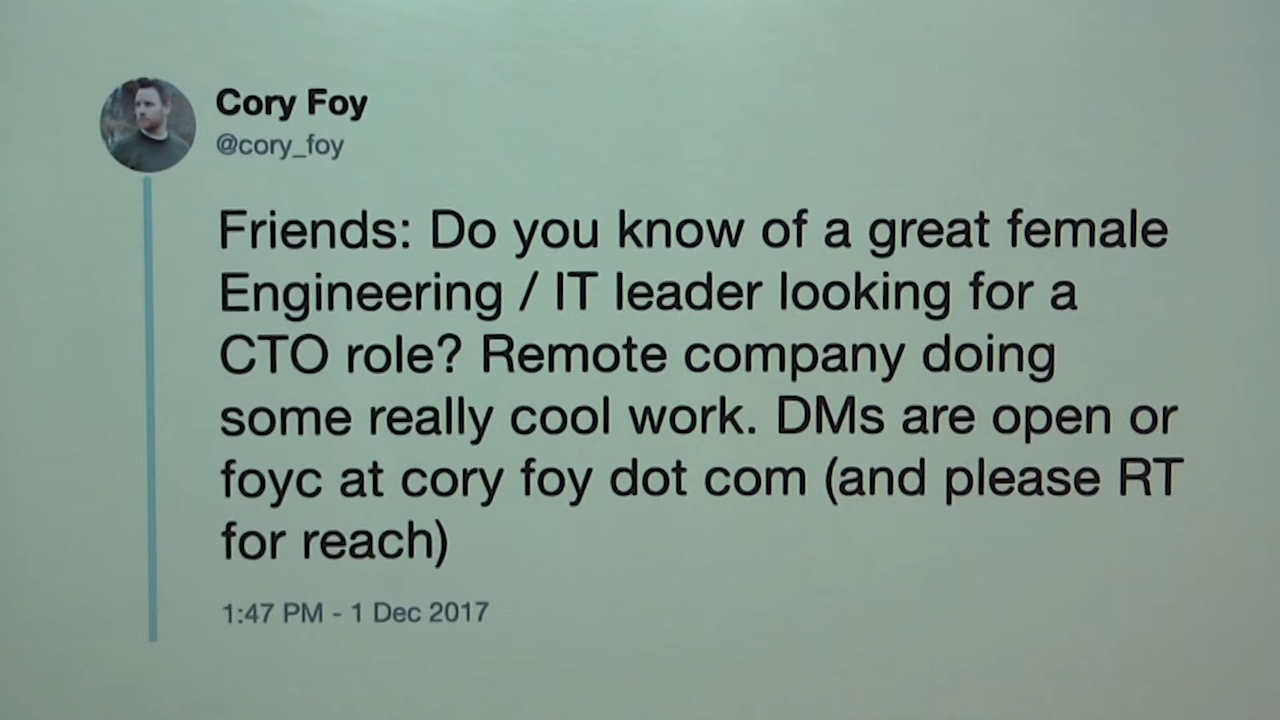 Cory Foy
@cory_foy
Friends: Do you know of a great female
Engineering / IT leader looking for a
CTO role? Remote company doing
some really cool work. DMs are open or
foyc at cory foy dot com (and please RT
for reach)
1:47 PM - 1 Dec 2017